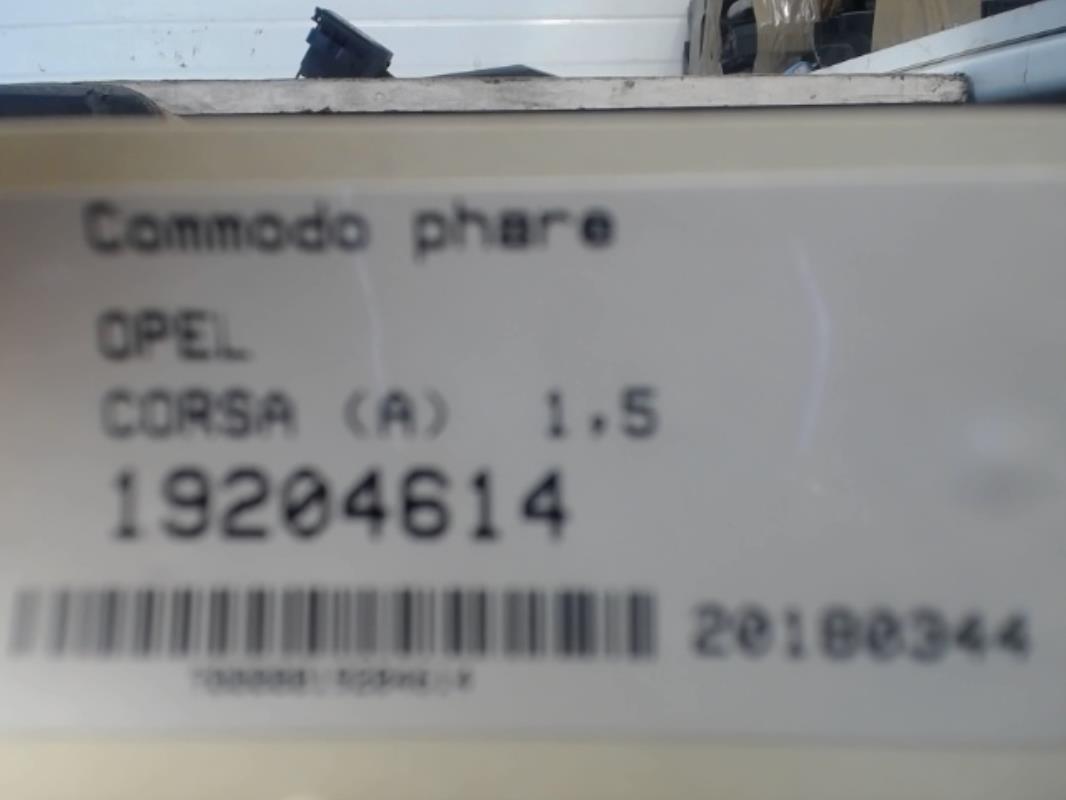 Commodo phare
OPEL
CORSA (A) 1,5
19204614
20180344